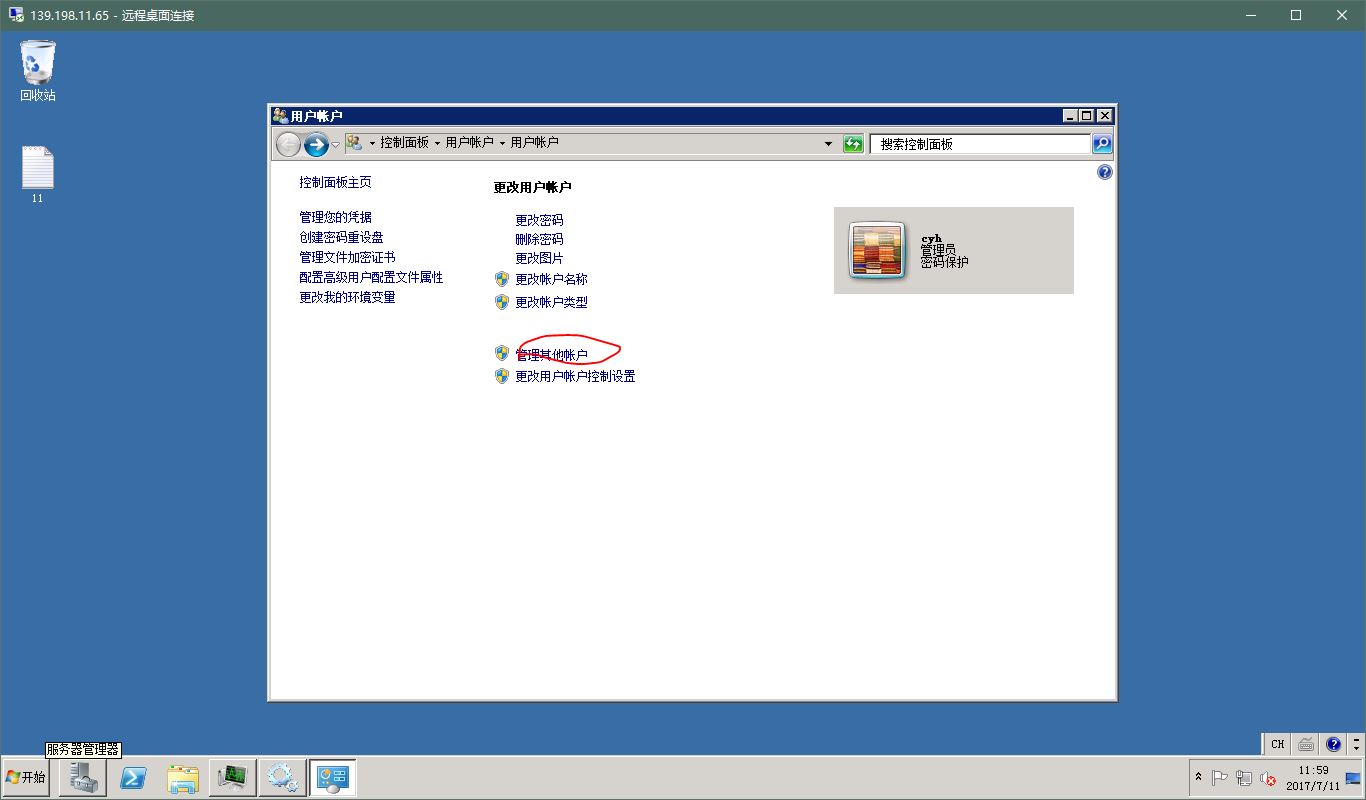 139.198.11.65 - 远程桌面连接
回收站
11
用户帐户
控制面板 用户帐户 用户帐户
搜索控制面板
控制面板主页
管理您的凭据
创建密码重设盘
管理文件加密证书
配置高级用户配置文件属性
更改我的环境变量
更改用户帐户
更改密码
删除密码
更改图片
更改帐户名称
更改帐户类型
管理其他帐户
更改用户帐户控制设置
cyh
管理员
密码保护
服务器管理器
CH
开始
11:59
2017/7/11